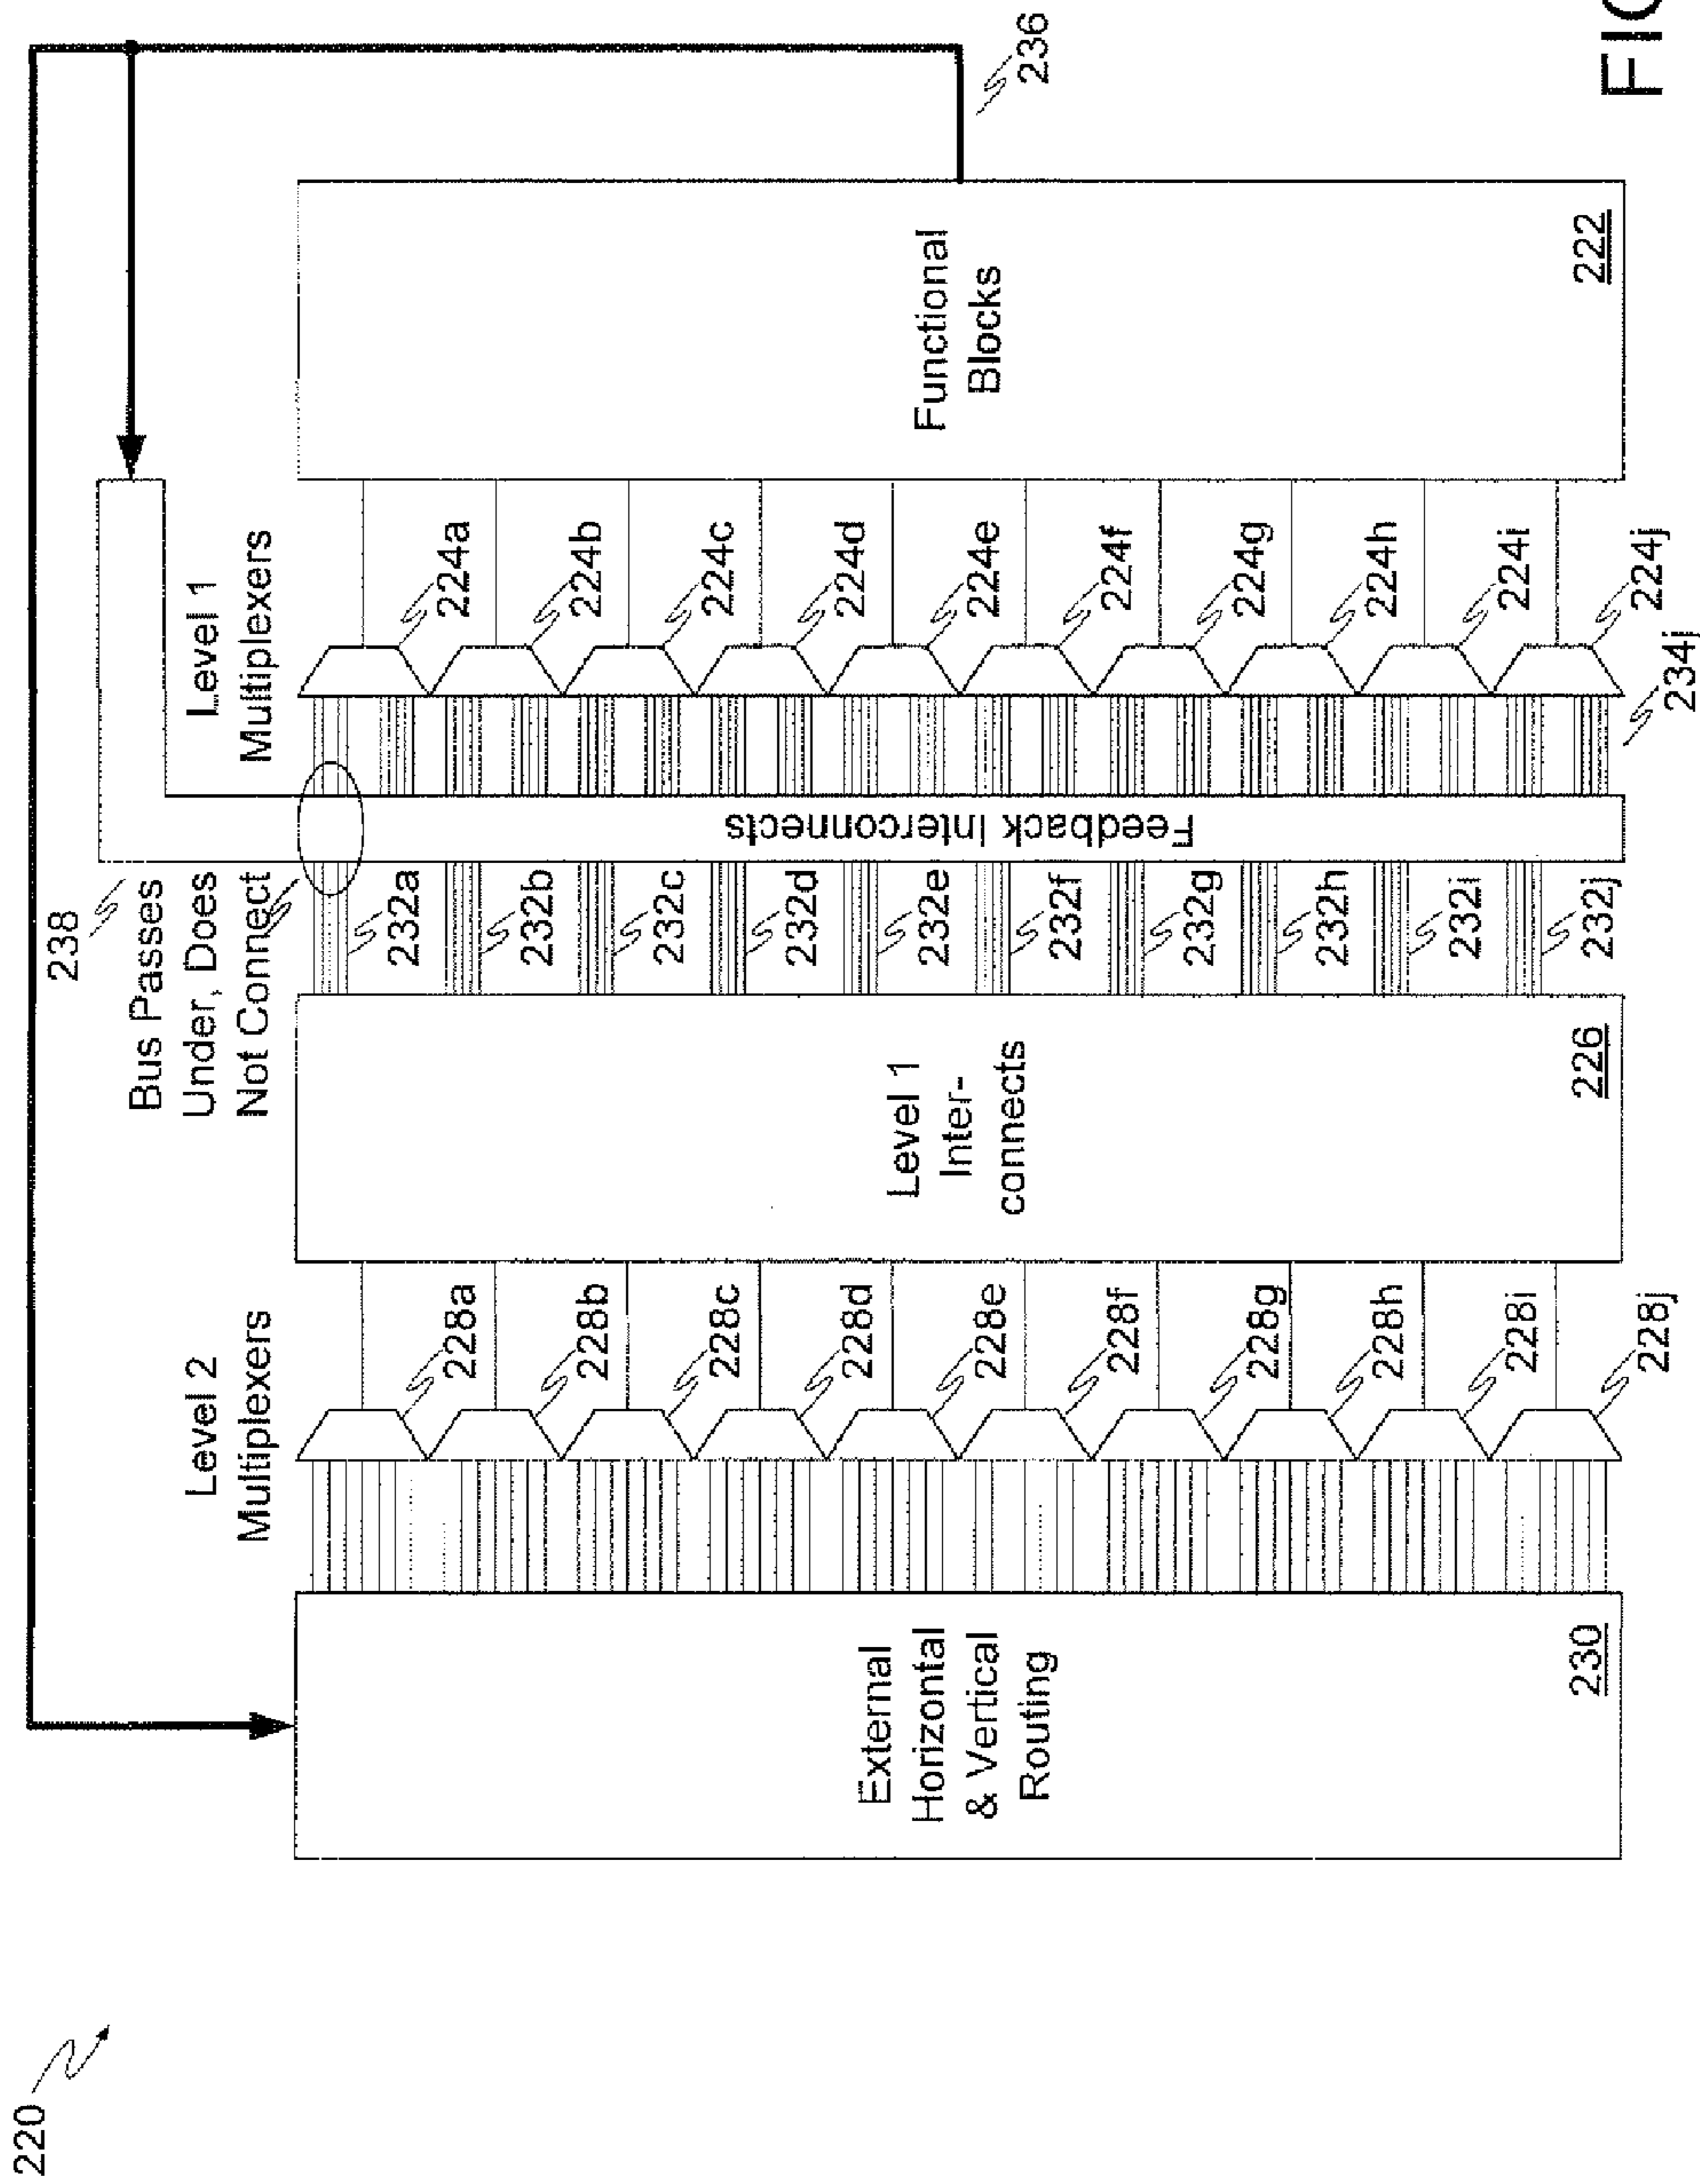 220
238
236
Bus Passes
Under, Does
Not Connect
Level 2
Multiplexers
Level 1
Multiplexers
External
Horizontal
& Vertical
Routing
230
228a
228b
228c
228d
228e
228f
228g
228h
228i
228j
Level 1
Inter-
connects
226
232a
232b
232c
232d
232e
232f
232g
232h
232i
232j
Feedback Interconnects
224a
224b
224c
224d
224e
224f
224g
224h
224i
224j
234j
Functional
Blocks
222